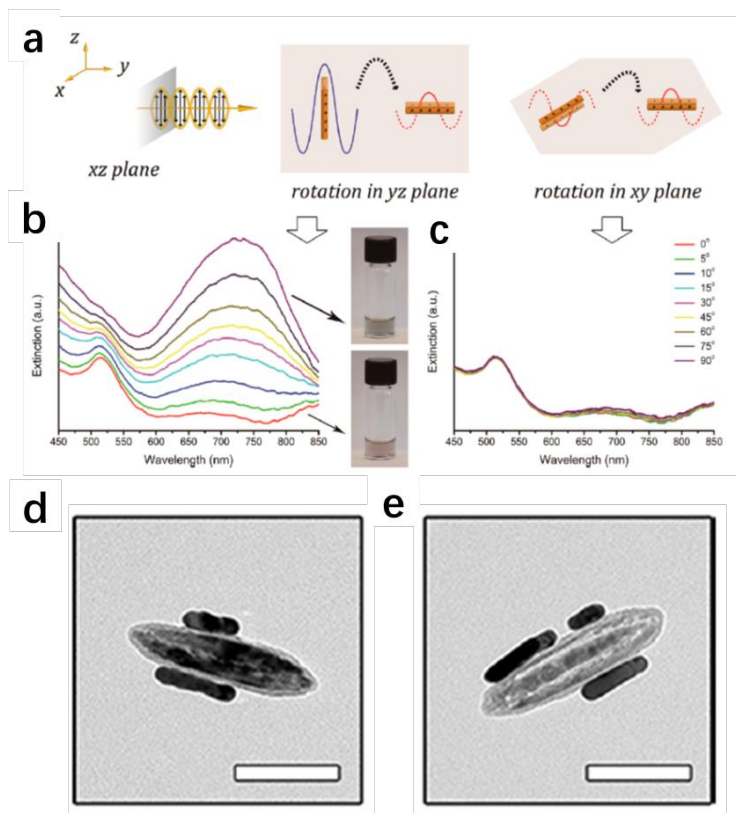 a
z
y
x
xz plane
rotation in yz plane
rotation in xy plane
b
Extinction (a.u.)
450 500 550 600 650 700 750 800 850
Wavelength (nm)
c
Extinction (a.u.)
0°
5°
10°
15°
30°
45°
60°
75°
90°
450 500 550 600 650 700 750 800 850
Wavelength (nm)
d
e